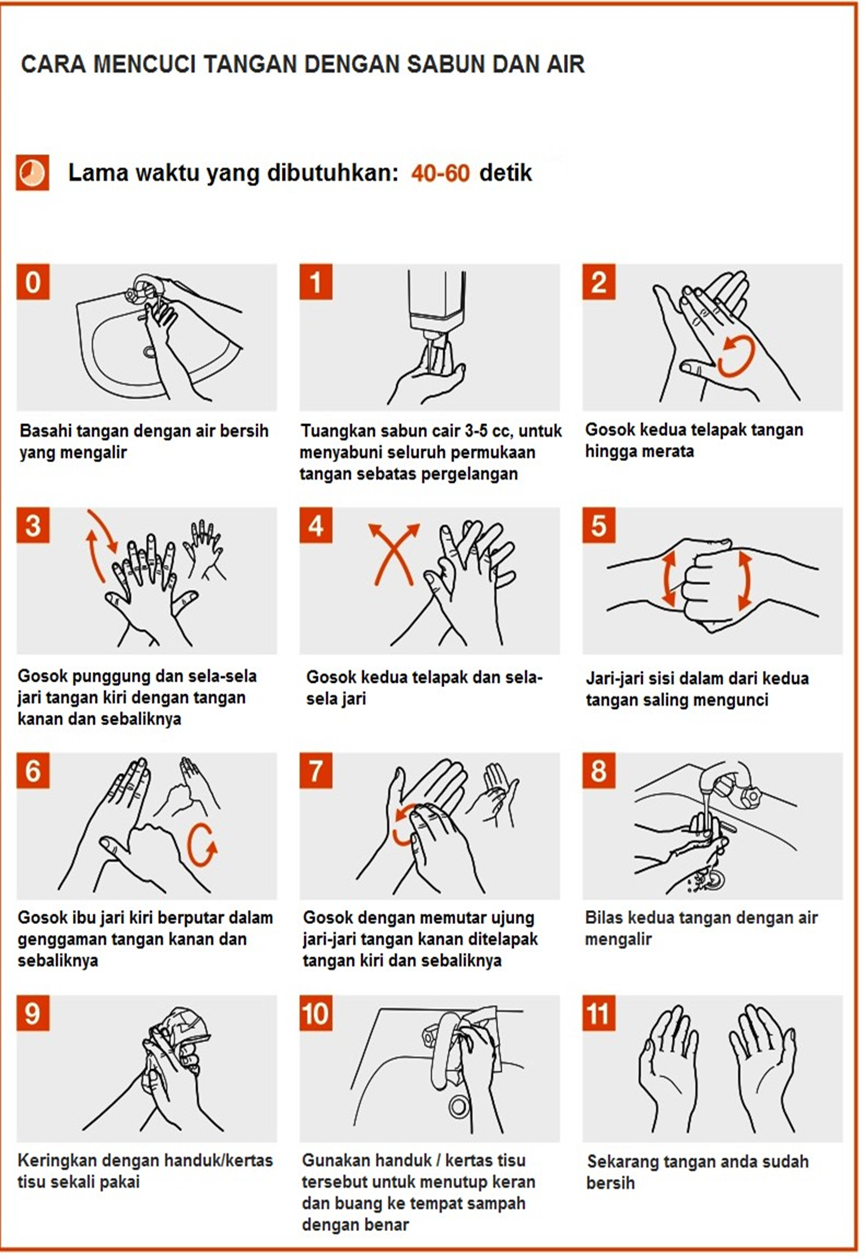 CARA MENCUCI TANGAN DENGAN SABUN DAN AIR
Lama waktu yang dibutuhkan: 40-60 detik
0
Basahi tangan dengan air bersih
yang mengalir
1
Tuangkan sabun cair 3-5 cc, untuk
menyabuni seluruh permukaan
tangan sebatas pergelangan
2
Gosok kedua telapak tangan
hingga merata
3
Gosok punggung dan sela-sela
jari tangan kiri dengan tangan
kanan dan sebaliknya
4
Gosok kedua telapak dan sela-
sela jari
5
Jari-jari sisi dalam dari kedua
tangan saling mengunci
6
Gosok ibu jari kiri berputar dalam
genggaman tangan kanan dan
sebaliknya
7
Gosok dengan memutar ujung
jari-jari tangan kanan ditelapak
tangan kiri dan sebaliknya
8
Bilas kedua tangan dengan air
mengalir
9
Keringkan dengan handuk/kertas
tisu sekali pakai
10
Gunakan handuk / kertas tisu
tersebut untuk menutup keran
dan buang ke tempat sampah
dengan benar
11
Sekarang tangan anda sudah
bersih